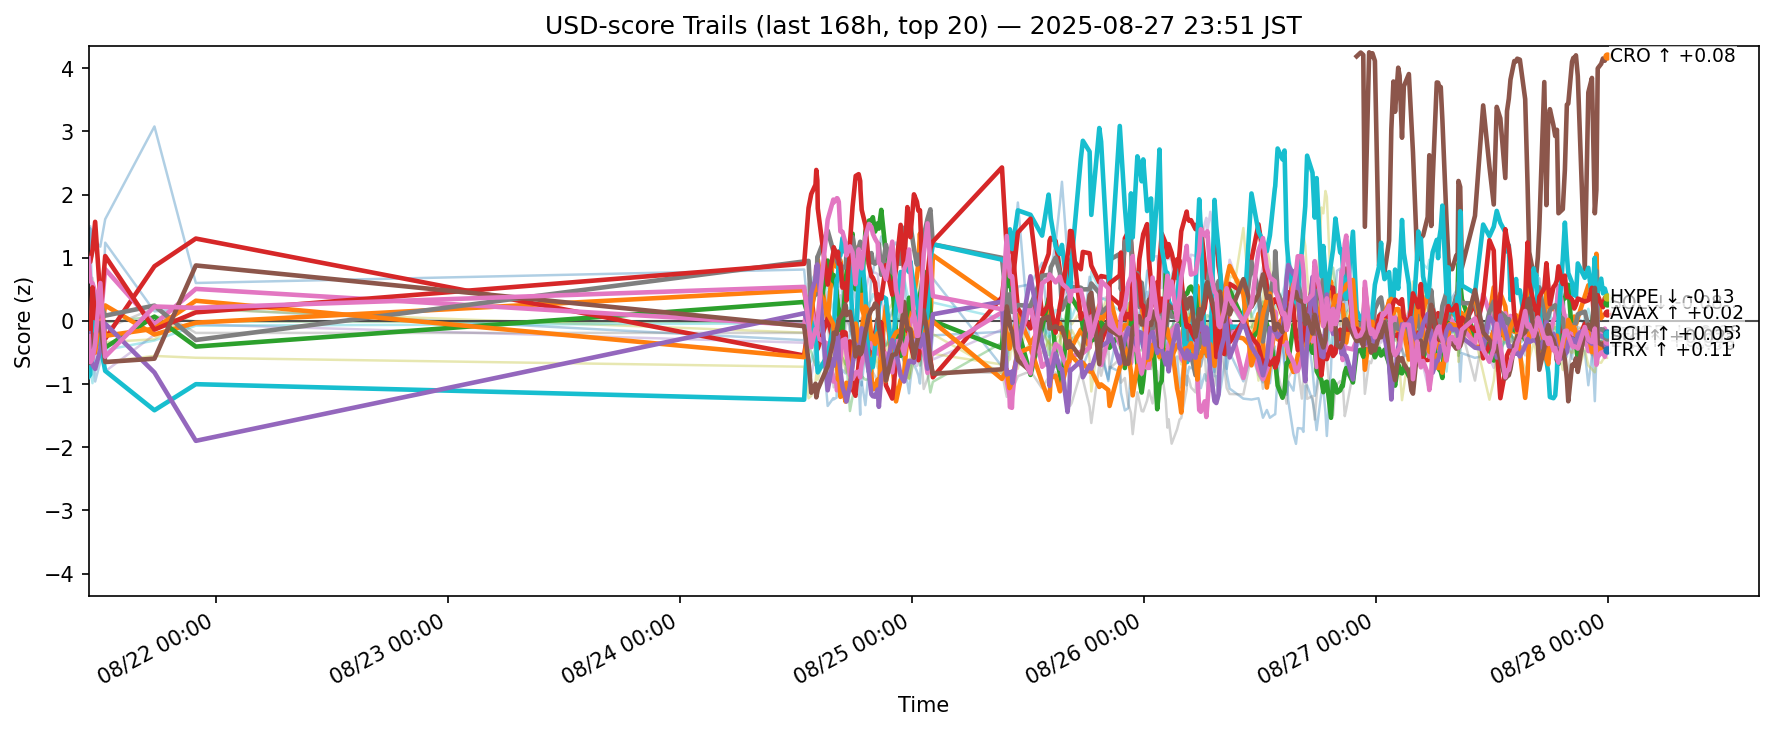 USD-score Trails (last 168h, top 20) — 2025-08-27 23:51 JST
Score (z)
4
3
2
1
0
−1
−2
−3
−4
CRO ↑ +0.08
HYPE ↓ -0.13
AVAX ↑ +0.02
BCH ↑ +0.05
TRX ↑ +0.11
08/22 00:00
08/23 00:00
08/24 00:00
08/25 00:00
08/26 00:00
08/27 00:00
08/28 00:00
Time